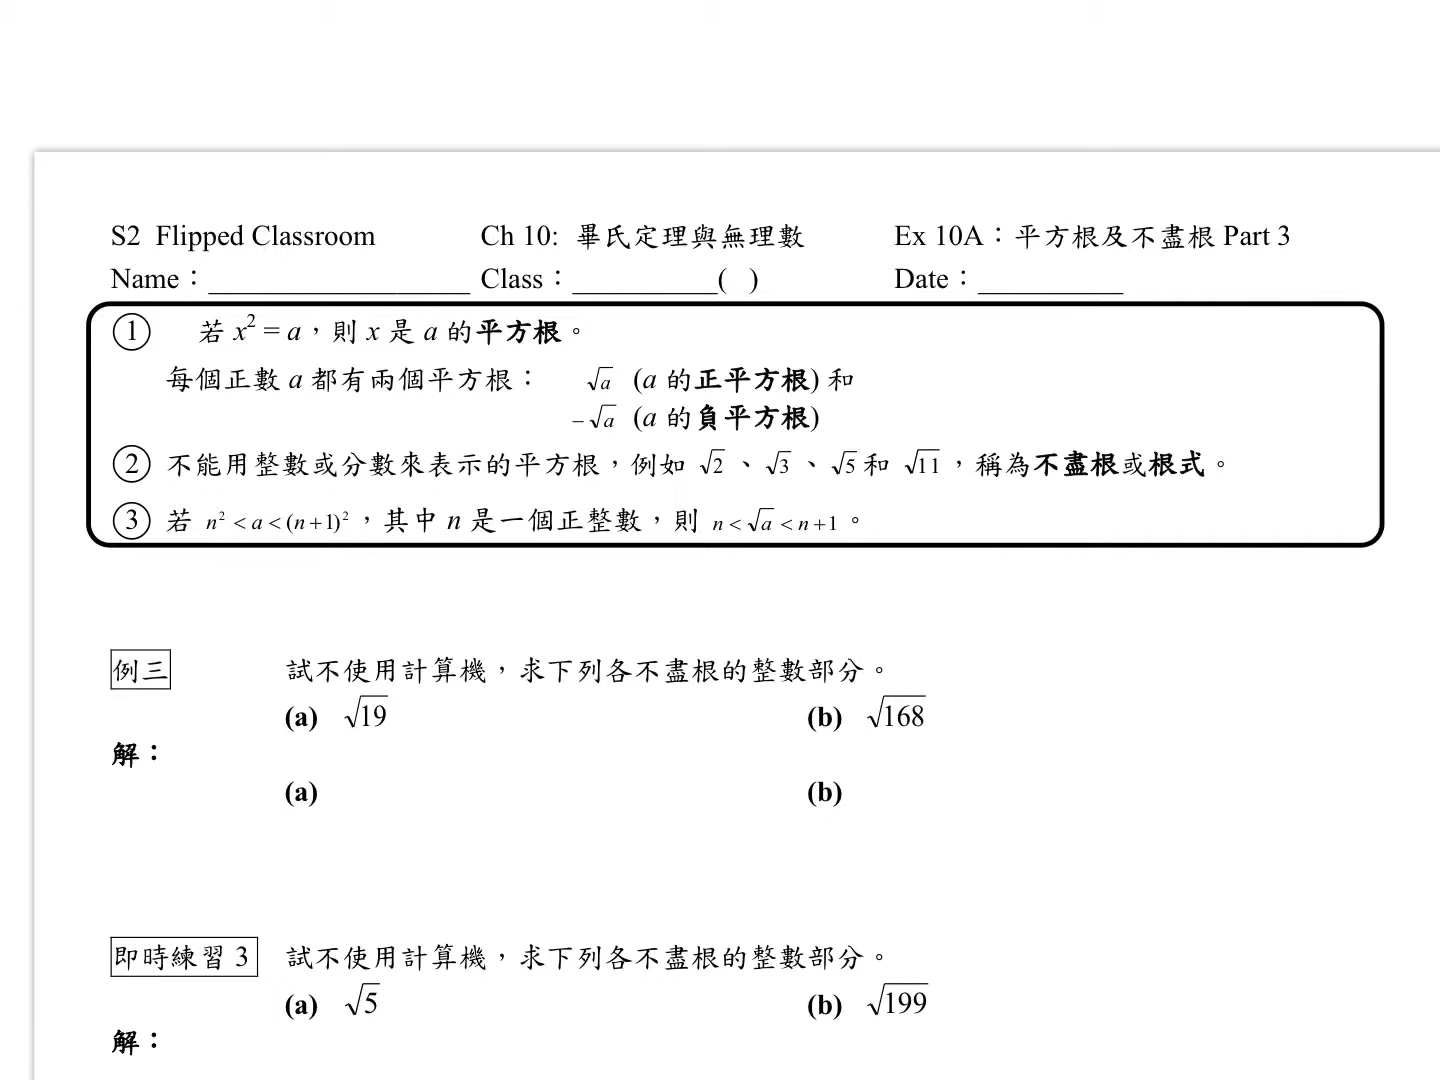 S2 Flipped Classroom Ch 10: 畢氏定理與無理數 Ex 10A：平方根及不盡根 Part 3
Name：__________________ Class：__________( ) Date：__________
① 若 x² = a，則 x 是 a 的平方根。
每個正數 a 都有兩個平方根： √a (a 的正平方根) 和
−√a (a 的負平方根)
② 不能用整數或分數來表示的平方根，例如 √2、√3、√5 和 √11，稱為不盡根或根式。
③ 若 n² < a < (n+1)²，其中 n 是一個正整數，則 n < √a < n+1。
例三 試不使用計算機，求下列各不盡根的整數部分。
(a) √19 (b) √168
解：
(a) (b)
即時練習 3 試不使用計算機，求下列各不盡根的整數部分。
(a) √5 (b) √199
解：